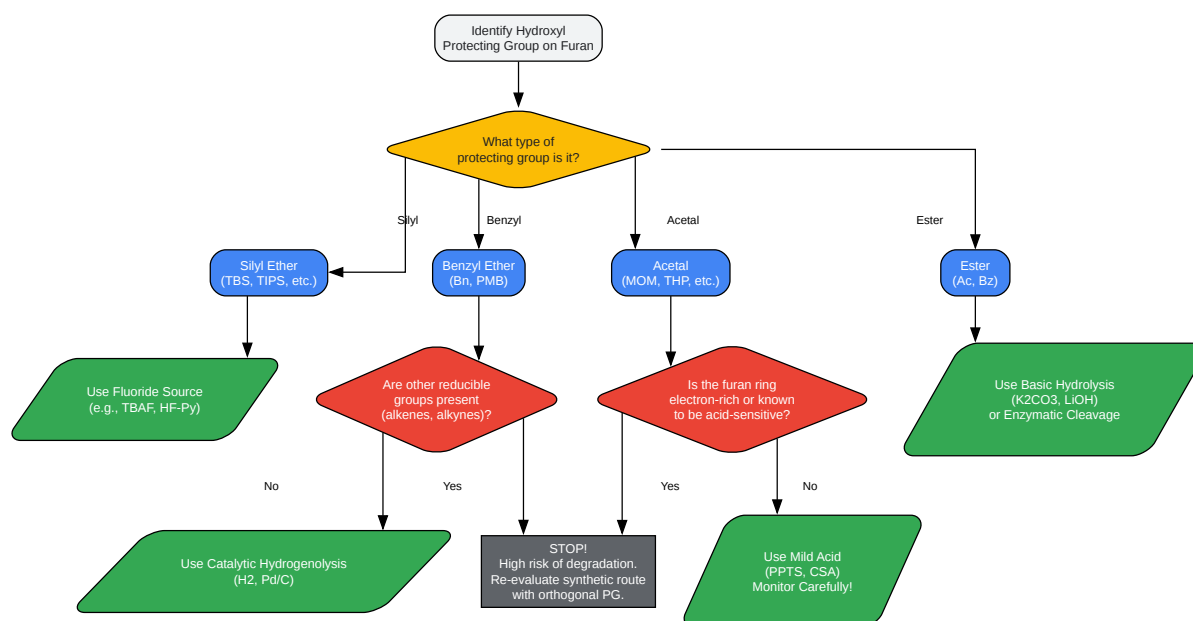 Identify Hydroxyl
Protecting Group on Furan
What type of
protecting group is it?
Silyl
Benzyl
Acetal
Ester
Silyl Ether
(TBS, TIPS, etc.)
Benzyl Ether
(Bn, PMB)
Acetal
(MOM, THP, etc.)
Ester
(Ac, Bz)
Use Fluoride Source
(e.g., TBAF, HF-Py)
Are other reducible
groups present
(alkenes, alkynes)?
Is the furan ring
electron-rich or known
to be acid-sensitive?
Use Basic Hydrolysis
(K2CO3, LiOH)
or Enzymatic Cleavage
No
Yes
Yes
No
Use Catalytic Hydrogenolysis
(H2, Pd/C)
STOP!
High risk of degradation.
Re-evaluate synthetic route
with orthogonal PG.
Use Mild Acid
(PPTS, CSA)
Monitor Carefully!